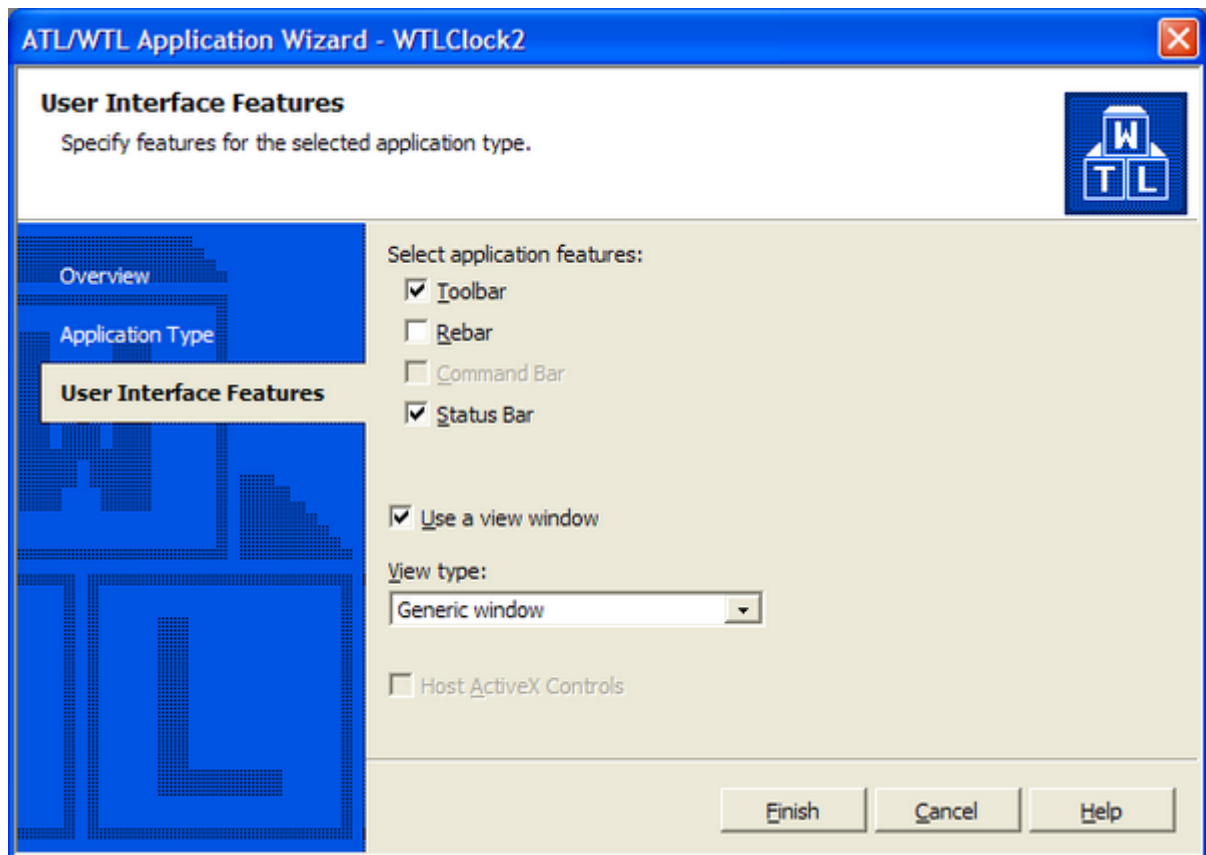 ATL/WTL Application Wizard - WTLClock2
User Interface Features
Specify features for the selected application type.
W
TL
Overview
Application Type
User Interface Features
Select application features:
Toolbar
Rebar
Command Bar
Status Bar
Use a view window
View type:
Generic window
Host ActiveX Controls
Finish Cancel Help